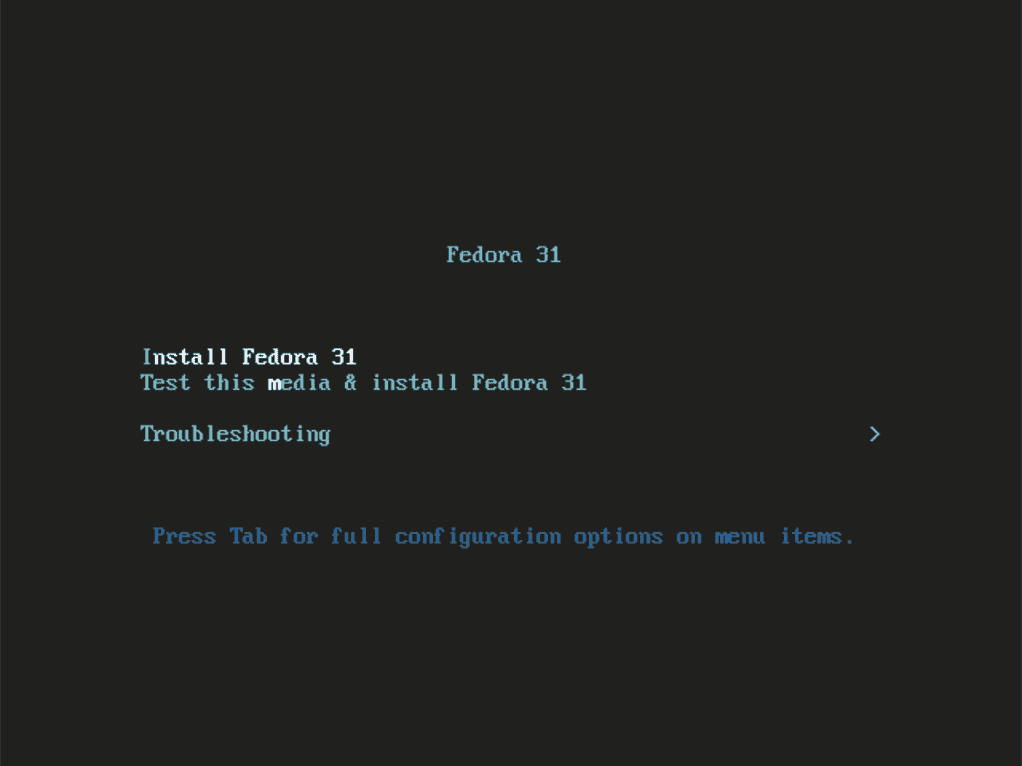 Fedora 31
Install Fedora 31
Test this media & install Fedora 31
Troubleshooting >
Press Tab for full configuration options on menu items.